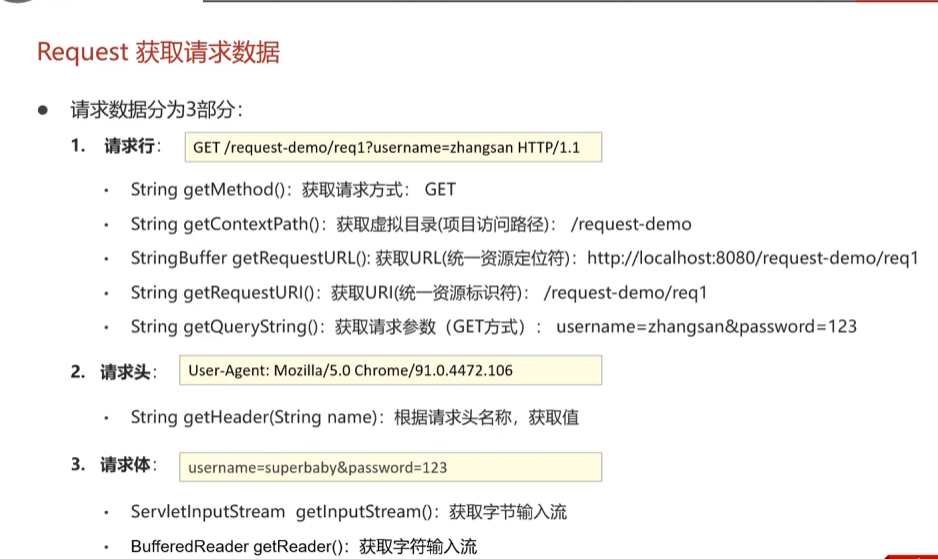 Request 获取请求数据
● 请求数据分为3部分：
1. 请求行： GET /request-demo/req1?username=zhangsan HTTP/1.1
• String getMethod()：获取请求方式： GET
• String getContextPath()：获取虚拟目录(项目访问路径)： /request-demo
• StringBuffer getRequestURL(): 获取URL(统一资源定位符)：http://localhost:8080/request-demo/req1
• String getRequestURI()：获取URI(统一资源标识符)： /request-demo/req1
• String getQueryString()：获取请求参数（GET方式）： username=zhangsan&password=123
2. 请求头： User-Agent: Mozilla/5.0 Chrome/91.0.4472.106
• String getHeader(String name)：根据请求头名称，获取值
3. 请求体： username=superbaby&password=123
• ServletInputStream getInputStream()：获取字节输入流
• BufferedReader getReader()：获取字符输入流